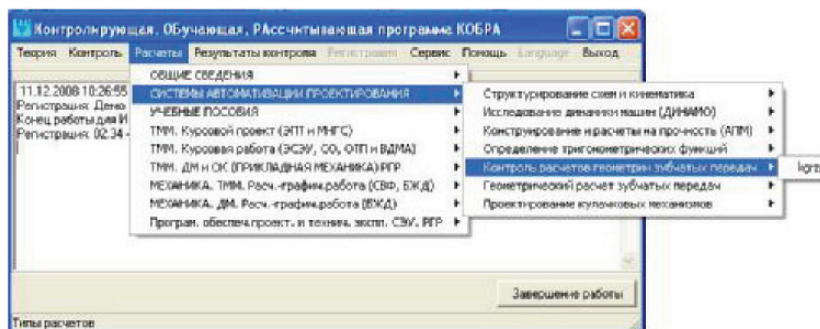 Контролирующая, ОБучающая, РАссчитывающая программа КОБРА
Теория Контроль Расчеты Результаты контроля Регистрация Сервис Помощь Language Выход
11.12.2008 10:26:55
Регистрация: Демо
Конец работы для И
Регистрация: 02:34 -
ОБЩИЕ СВЕДЕНИЯ
СИСТЕМЫ АВТОМАТИЗАЦИИ ПРОЕКТИРОВАНИЯ
УЧЕБНЫЕ ПОСОБИЯ
ТММ. Курсовой проект (ЭПТ и МНГС)
ТММ. Курсовая работа (ЭСЭУ, СО, ОТП и ВДМА)
ТММ. ДМ и ОК (ПРИКЛАДНАЯ МЕХАНИКА) РГР
МЕХАНИКА. ТММ. Расч.-график.работа (СВФ, БЖД)
МЕХАНИКА. ДМ. Расч.-график.работа (БЖД)
Програм. обеспеч.проект. и технич. экспл. СЭУ, РГР
Структурирование схем и кинематика
Исследование динамики машин (ДИНАМО)
Конструирование и расчеты на прочность (АПМ)
Определение тригонометрических функций
Контроль расчетов геометрии зубчатых передач
Геометрический расчет зубчатых передач
Проектирование кулачковых механизмов
kgrz
Завершение работы
Типы расчетов